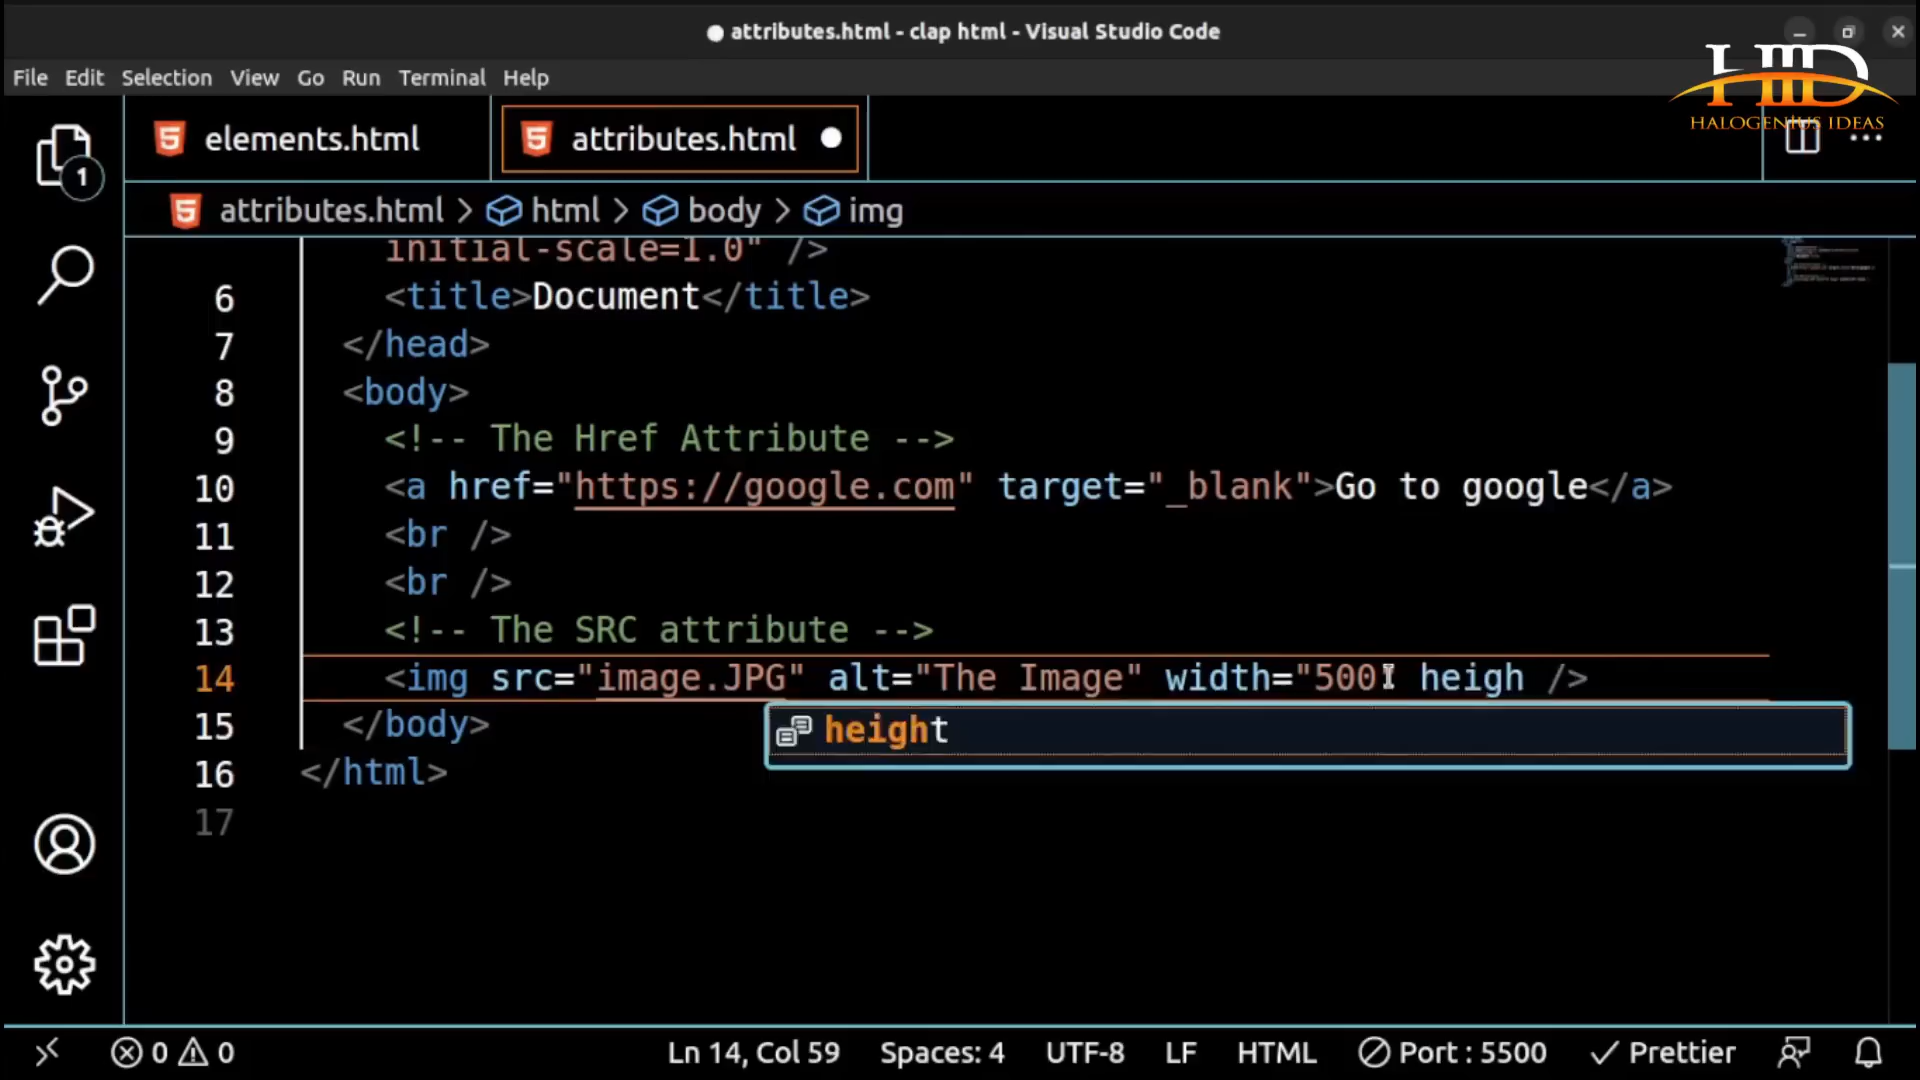 attributes.html - clap html - Visual Studio Code
File Edit Selection View Go Run Terminal Help
HID
HALOGENIUS IDEAS
elements.html attributes.html
attributes.html > html > body > img
1
initial-scale=1.0" />
6 <title>Document</title>
7 </head>
8 <body>
9 <!-- The Href Attribute -->
10 <a href="https://google.com" target="_blank">Go to google</a>
11 <br />
12 <br />
13 <!-- The SRC attribute -->
14 <img src="image.JPG" alt="The Image" width="500" heigh />
height
15 </body>
16 </html>
17
0 0 Ln 14, Col 59 Spaces: 4 UTF-8 LF HTML Port : 5500 Prettier